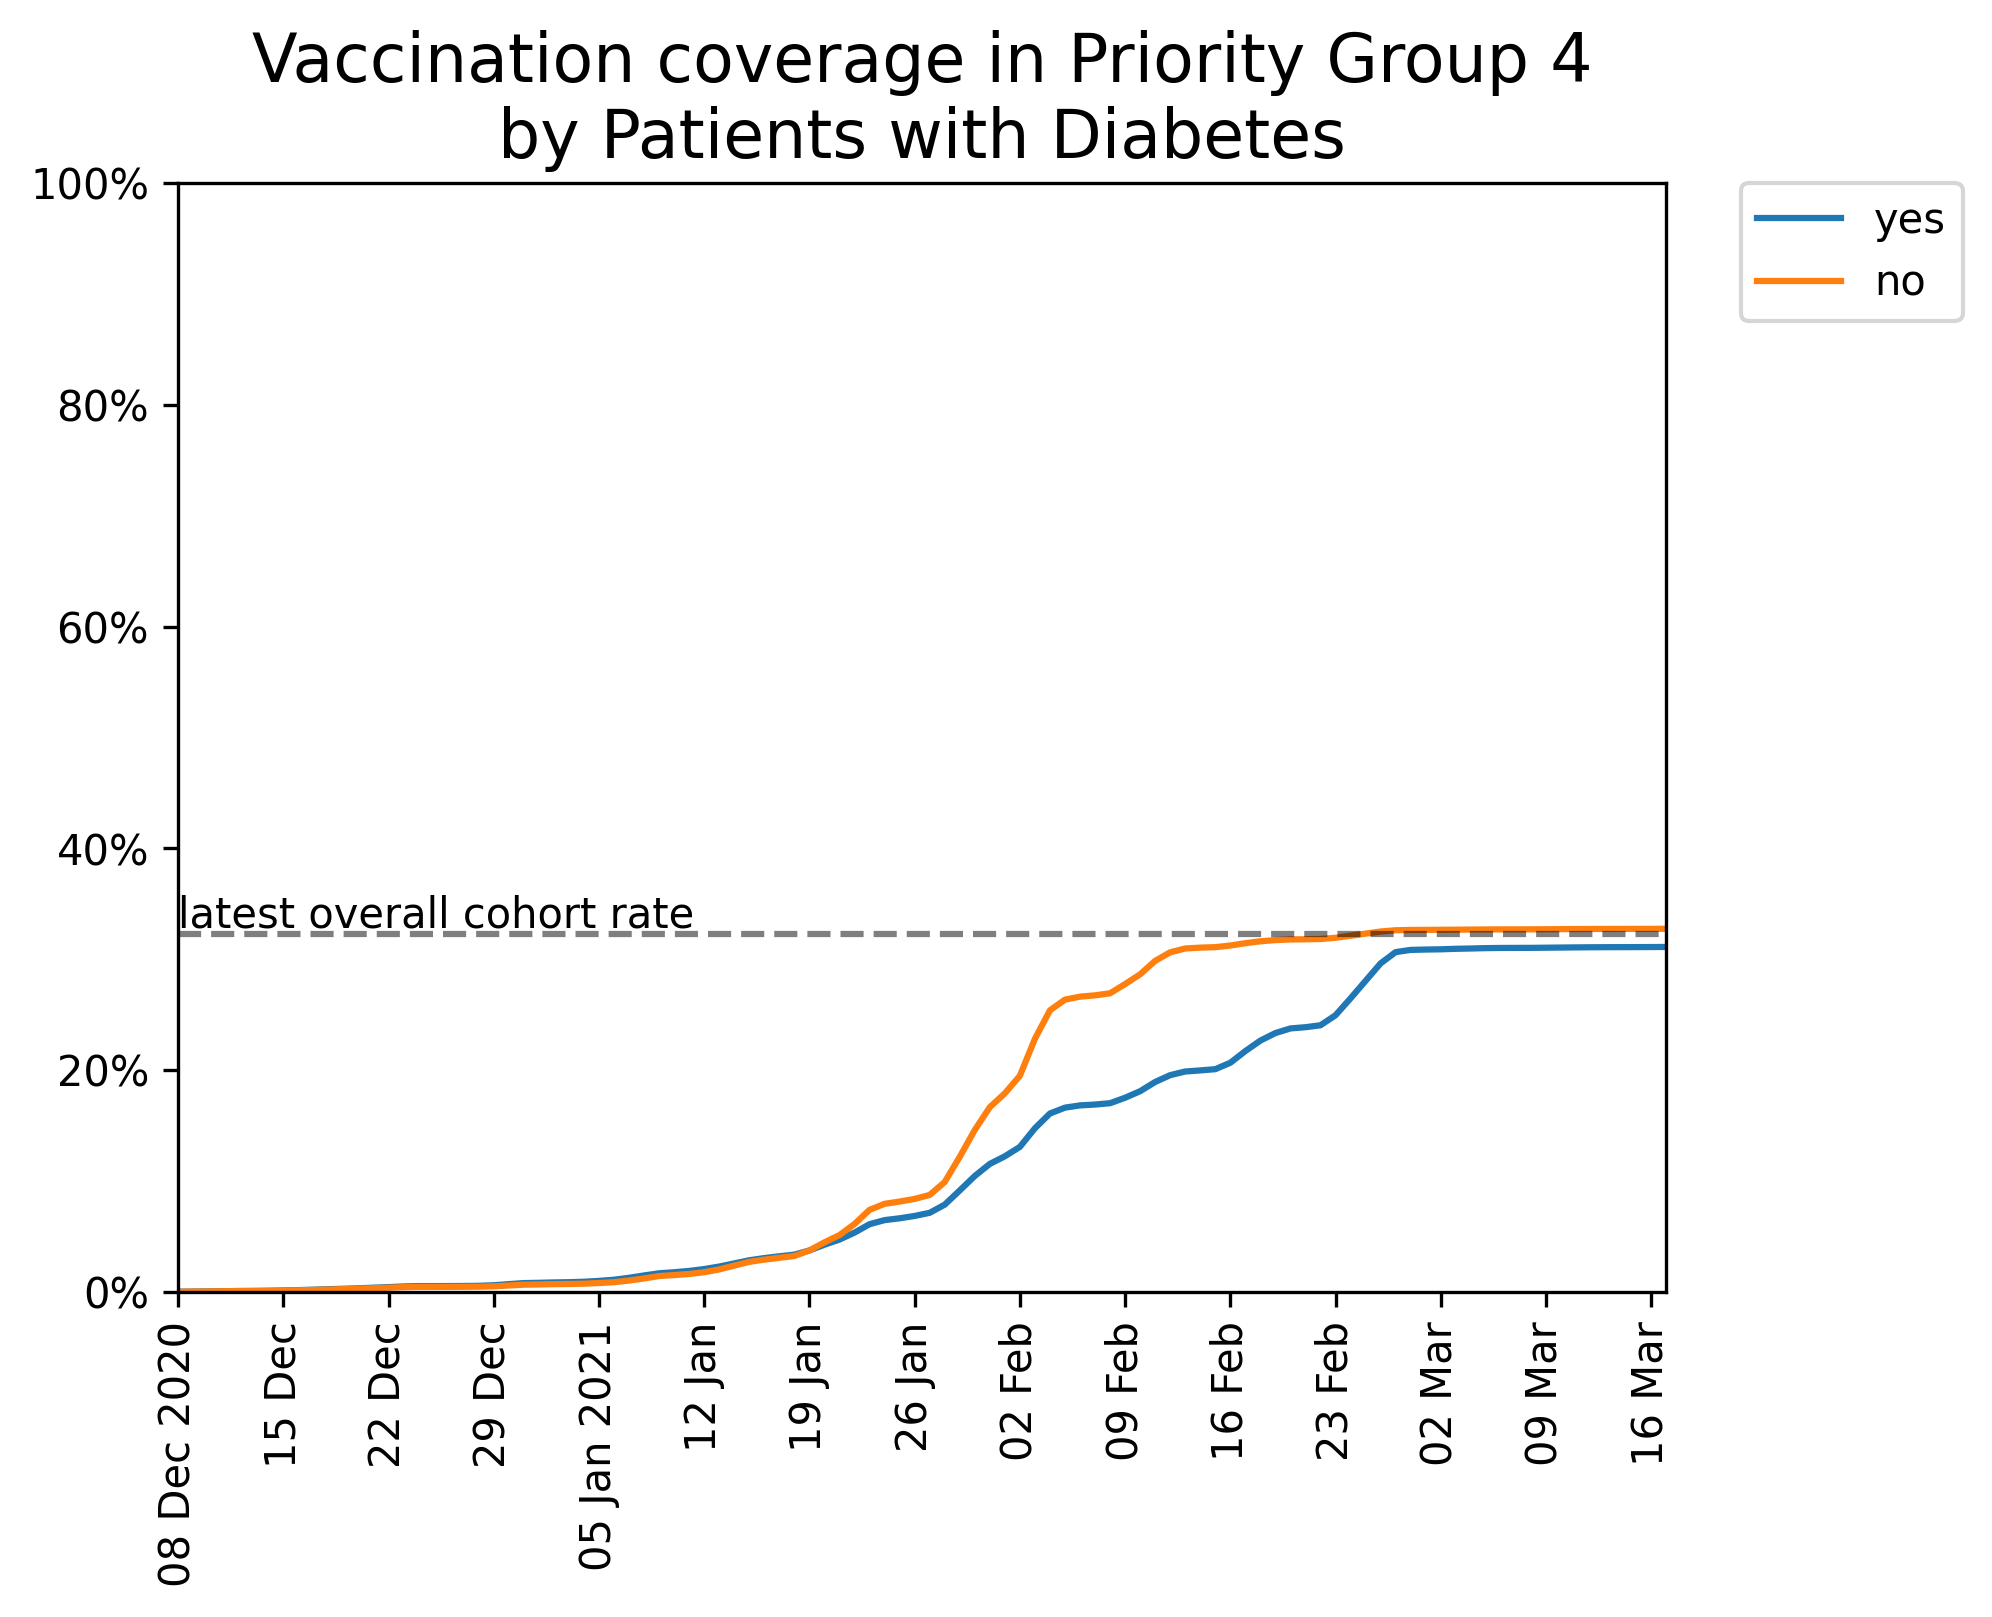 Vaccination coverage in Priority Group 4
by Patients with Diabetes
100%
80%
60%
40%
20%
0%
latest overall cohort rate
yes
no
08 Dec 2020
15 Dec
22 Dec
29 Dec
05 Jan 2021
12 Jan
19 Jan
26 Jan
02 Feb
09 Feb
16 Feb
23 Feb
02 Mar
09 Mar
16 Mar